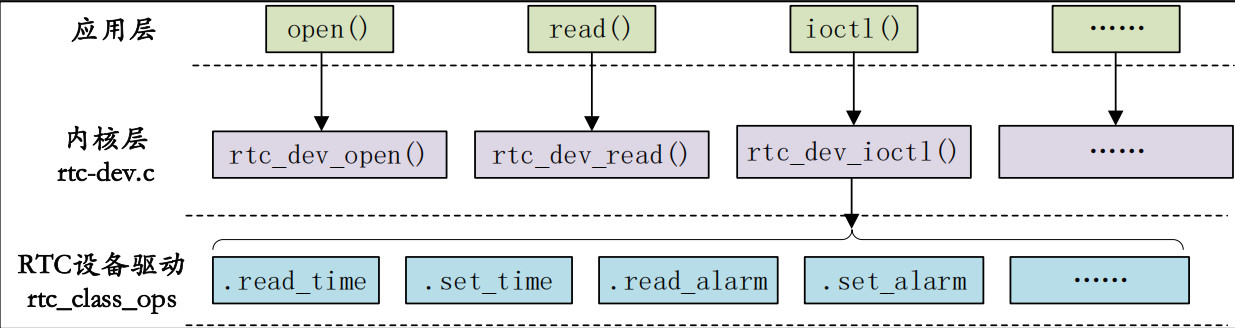 应用层
open()
read()
ioctl()
······
内核层
rtc-dev.c
rtc_dev_open()
rtc_dev_read()
rtc_dev_ioctl()
······
RTC设备驱动
rtc_class_ops
.read_time
.set_time
.read_alarm
.set_alarm
······